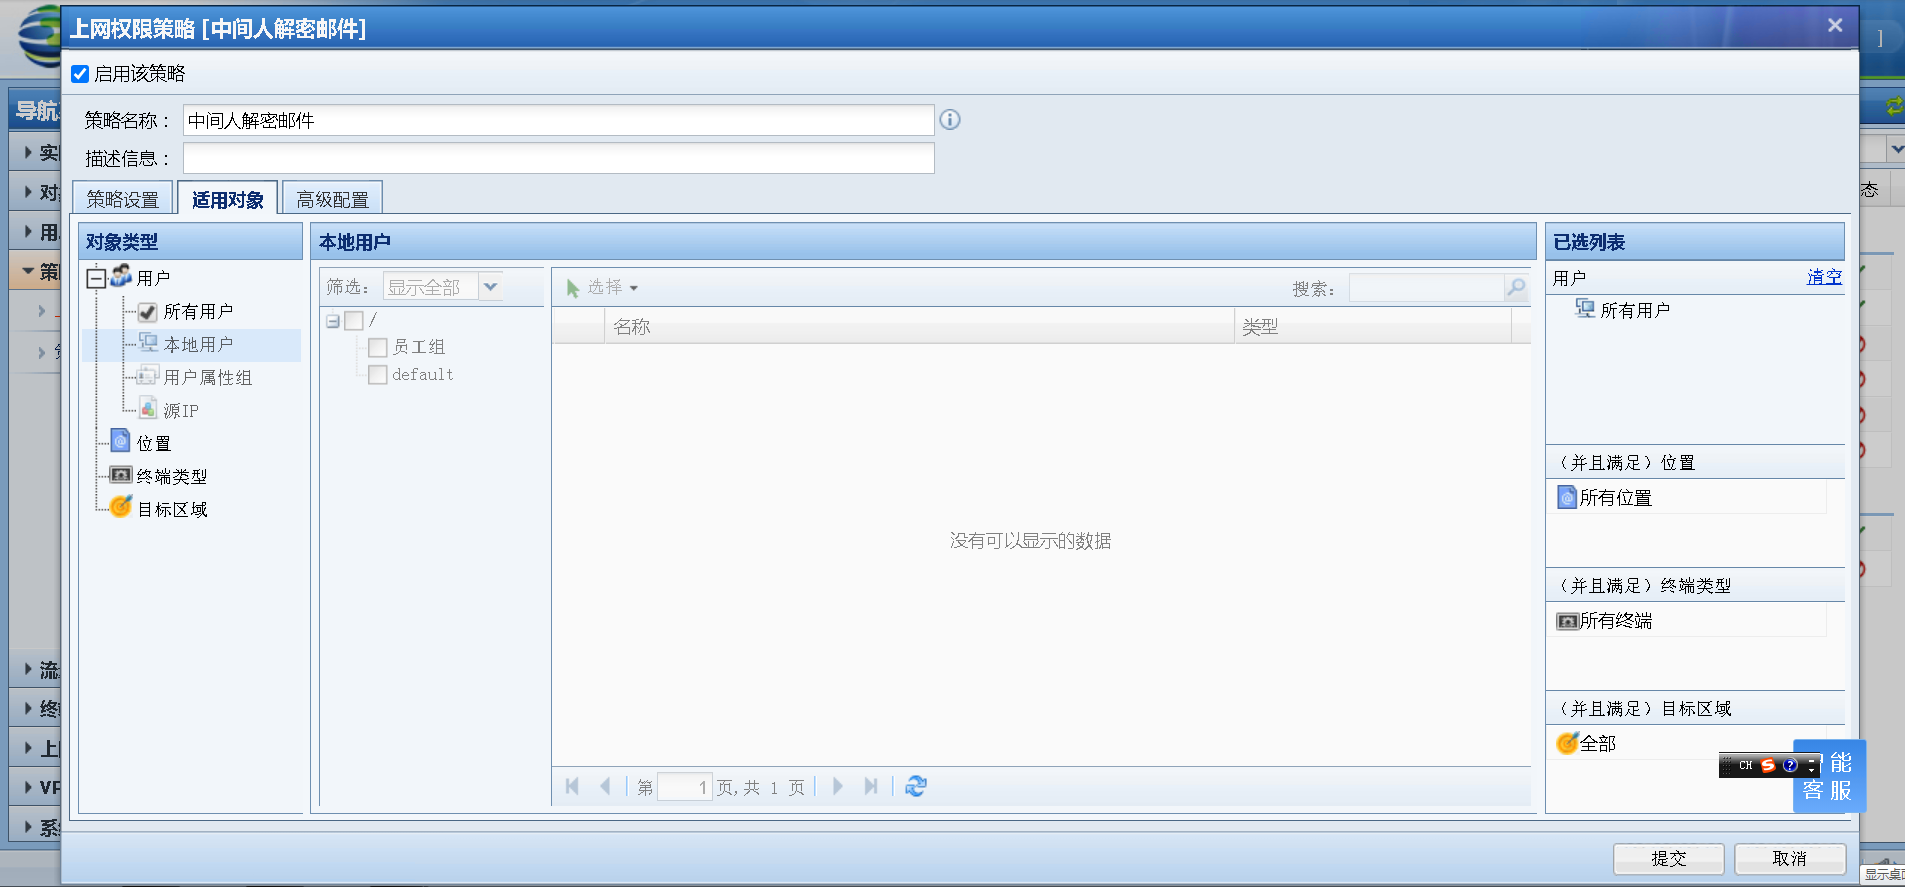 上网权限策略 [中间人解密邮件]
]
启用该策略
导航
策略名称：
中间人解密邮件
描述信息：
策略设置
适用对象
高级配置
对象类型
用户
所有用户
本地用户
用户属性组
源IP
位置
终端类型
目标区域
本地用户
筛选：
显示全部
/
员工组
default
选择
搜索：
名称
类型
没有可以显示的数据
第
1
页,共 1 页
已选列表
用户
清空
所有用户
（并且满足）位置
所有位置
（并且满足）终端类型
所有终端
（并且满足）目标区域
全部
CH
能
客服
提交
取消
实
对
用
策
流
终
上
VP
系
态
显示桌面